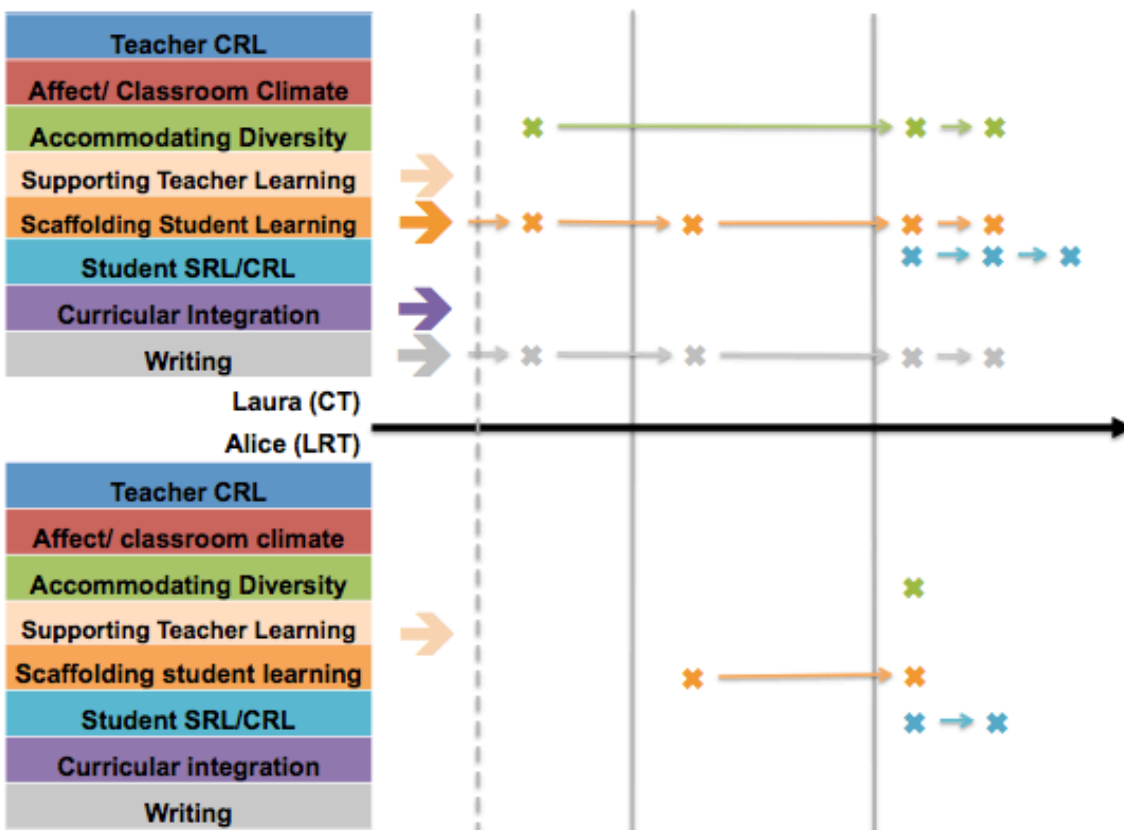 Teacher CRL
Affect/ Classroom Climate
Accommodating Diversity
Supporting Teacher Learning
Scaffolding Student Learning
Student SRL/CRL
Curricular Integration
Writing
Laura (CT)
Alice (LRT)
Teacher CRL
Affect/ classroom climate
Accommodating Diversity
Supporting Teacher Learning
Scaffolding student learning
Student SRL/CRL
Curricular integration
Writing